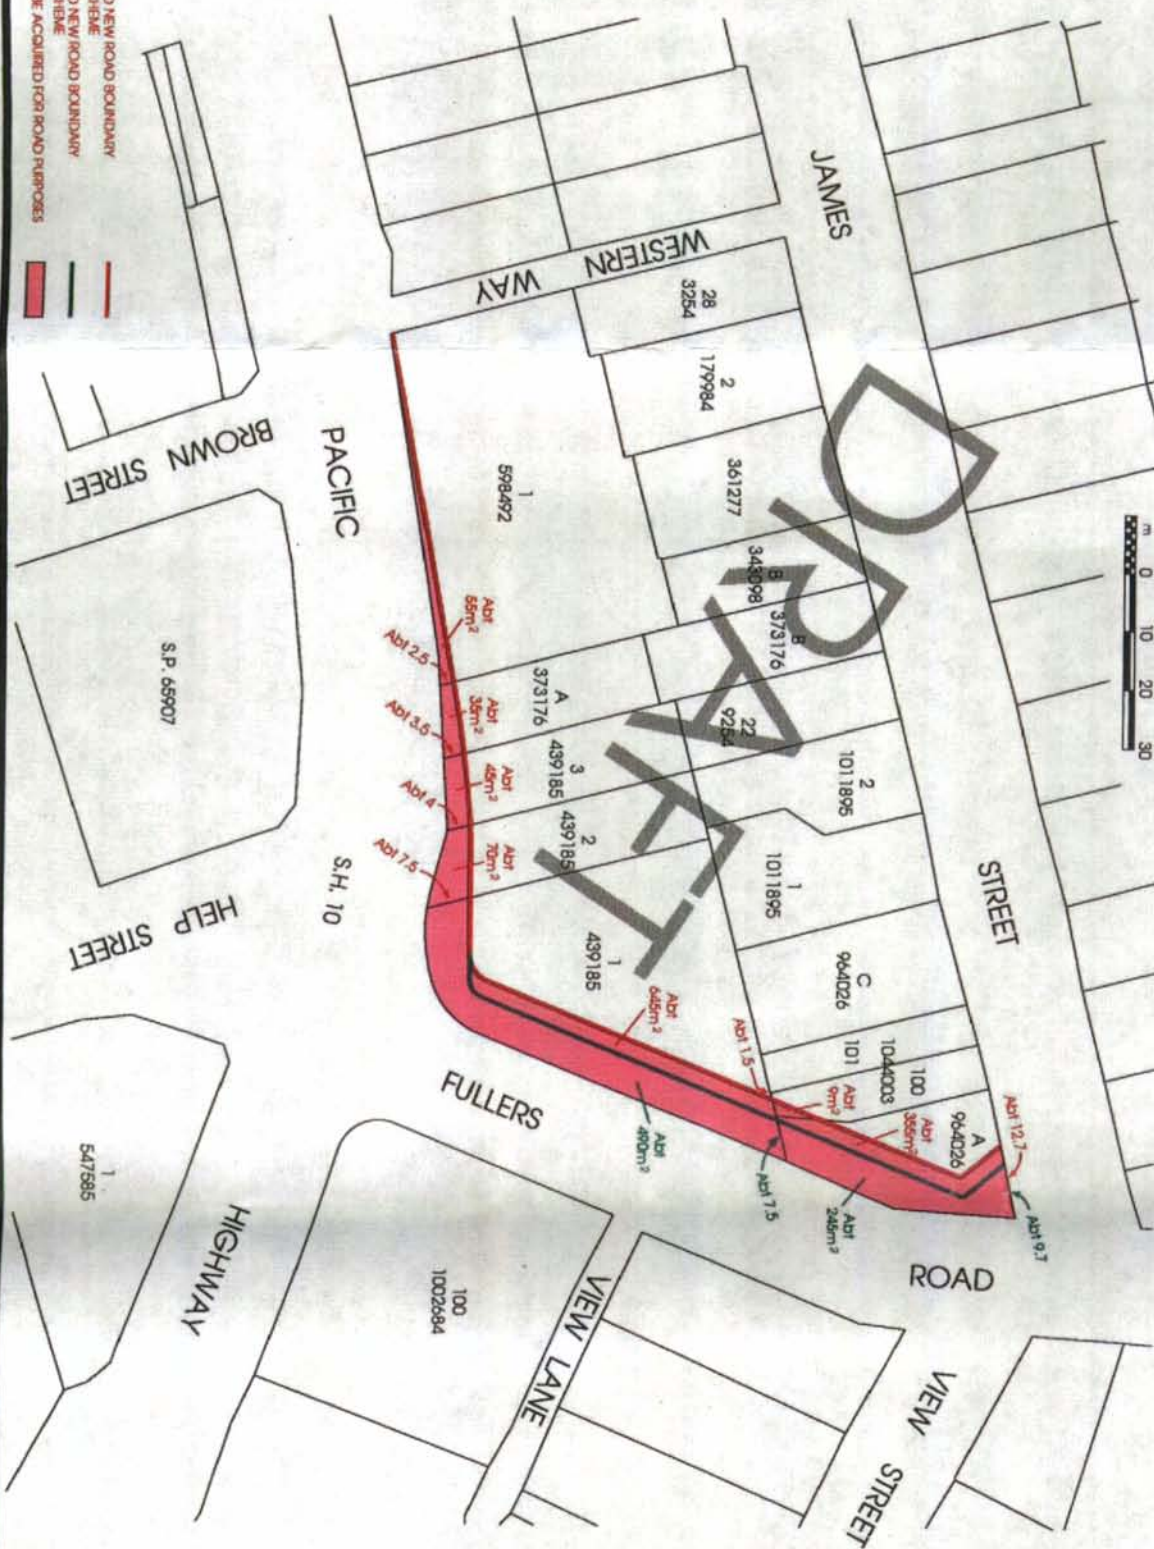 JAMES
STREET
WESTERN WAY
28
3254
2
179984
361277
B
343098
B
373176
22
9254
2
1011895
1
1011895
C
964026
101
100
1044003
A
964026
1
598492
A
373176
3
439185
2
439185
1
439185
DRAFT
Abt
55m²
Abt
35m²
Abt
45m²
Abt
70m²
Abt
645m²
Abt
9m²
Abt
355m²
Abt
490m²
Abt
245m²
Abt 2.5
Abt 3.5
Abt 4
Abt 7.5
Abt 1.5
Abt 7.5
Abt 12.7
Abt 9.7
PACIFIC
S.H. 10
HIGHWAY
FULLERS
ROAD
BROWN STREET
HELP STREET
VIEW LANE
VIEW STREET
S.P. 65907
1
547585
100
1002684
m 0 10 20 30
NEW ROAD BOUNDARY
HEME
NEW ROAD BOUNDARY
HEME
ACQUIRED FOR ROAD PURPOSES